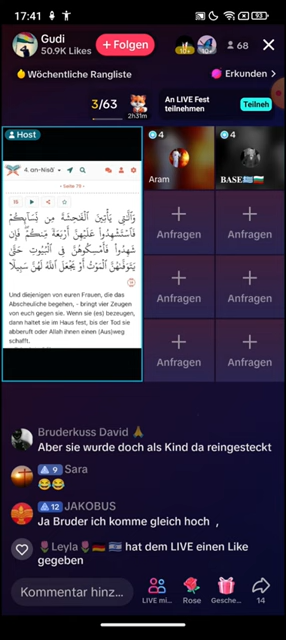 17:41
93
Gudi
50.9K Likes
+ Folgen
10+
10+
68
Wöchentliche Rangliste
Erkunden >
3/63
2h31m
An LIVE Fest
teilnehmen
Teilneh
Host
4
4
4. an-Nisāʾ
- Seite 79 -
15
وَٱلَّٰتِى يَأْتِينَ ٱلْفَٰحِشَةَ مِن نِّسَآئِكُمْ
فَٱسْتَشْهِدُوا۟ عَلَيْهِنَّ أَرْبَعَةً مِّنكُمْ ۖ فَإِن
شَهِدُوا۟ فَأَمْسِكُوهُنَّ فِى ٱلْبُيُوتِ حَتَّىٰ
يَتَوَفَّىٰهُنَّ ٱلْمَوْتُ أَوْ يَجْعَلَ ٱللَّهُ لَهُنَّ سَبِيلًا
Und diejenigen von euren Frauen, die das
Abscheuliche begehen, - bringt vier Zeugen
von euch gegen sie. Wenn sie (es) bezeugen,
dann haltet sie im Haus fest, bis der Tod sie
abberuft oder Allah ihnen einen (Aus)weg
schafft.
Aram
BASE
Anfragen
Anfragen
Anfragen
Anfragen
Anfragen
Anfragen
Bruderkuss David
Aber sie wurde doch als Kind da reingesteckt
9 Sara
12 JAKOBUS
Ja Bruder ich komme gleich hoch ,
Leyla hat dem LIVE einen Like
gegeben
Kommentar hinz...
LIVE mi...
Rose
Gesche...
14